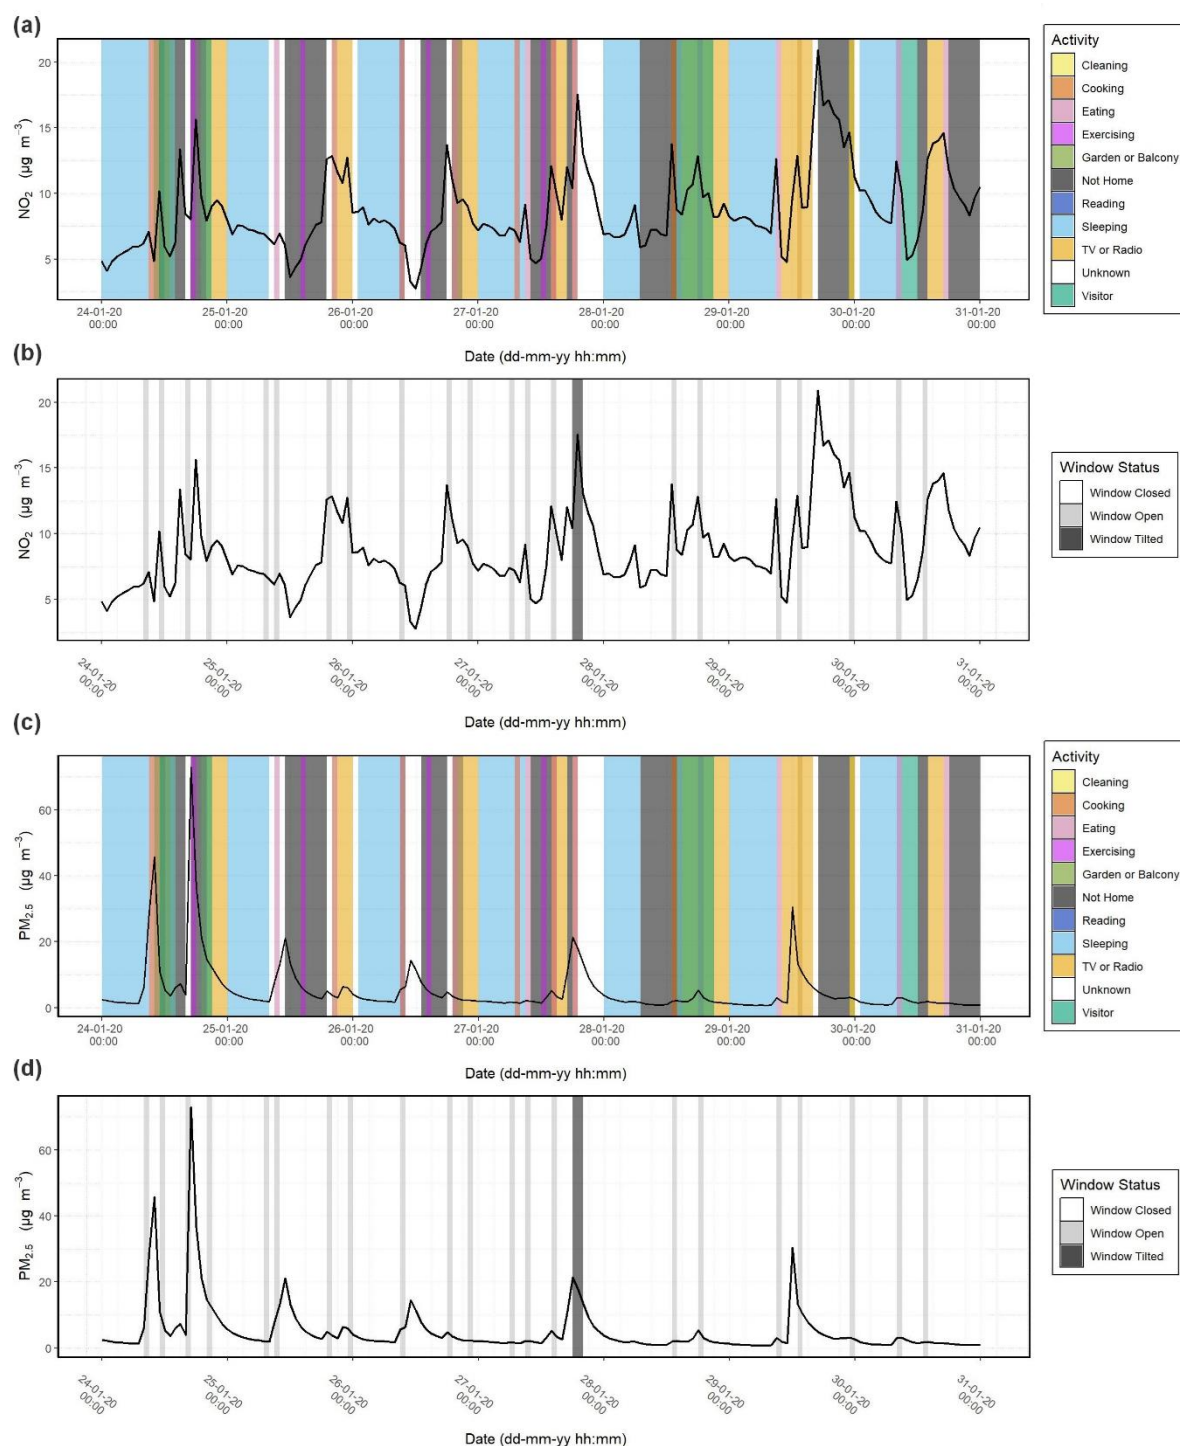 (a)
20
15
10
5
NO2 (µg m−3)
24-01-20 00:00
25-01-20 00:00
26-01-20 00:00
27-01-20 00:00
28-01-20 00:00
29-01-20 00:00
30-01-20 00:00
31-01-20 00:00
Date (dd-mm-yy hh:mm)
Activity
Cleaning
Cooking
Eating
Exercising
Garden or Balcony
Not Home
Reading
Sleeping
TV or Radio
Unknown
Visitor
(b)
20
15
10
5
NO2 (µg m−3)
24-01-20 00:00
25-01-20 00:00
26-01-20 00:00
27-01-20 00:00
28-01-20 00:00
29-01-20 00:00
30-01-20 00:00
31-01-20 00:00
Date (dd-mm-yy hh:mm)
Window Status
Window Closed
Window Open
Window Tilted
(c)
60
40
20
0
PM2.5 (µg m−3)
24-01-20 00:00
25-01-20 00:00
26-01-20 00:00
27-01-20 00:00
28-01-20 00:00
29-01-20 00:00
30-01-20 00:00
31-01-20 00:00
Date (dd-mm-yy hh:mm)
Activity
Cleaning
Cooking
Eating
Exercising
Garden or Balcony
Not Home
Reading
Sleeping
TV or Radio
Unknown
Visitor
(d)
60
40
20
0
PM2.5 (µg m−3)
24-01-20 00:00
25-01-20 00:00
26-01-20 00:00
27-01-20 00:00
28-01-20 00:00
29-01-20 00:00
30-01-20 00:00
31-01-20 00:00
Date (dd-mm-yy hh:mm)
Window Status
Window Closed
Window Open
Window Tilted